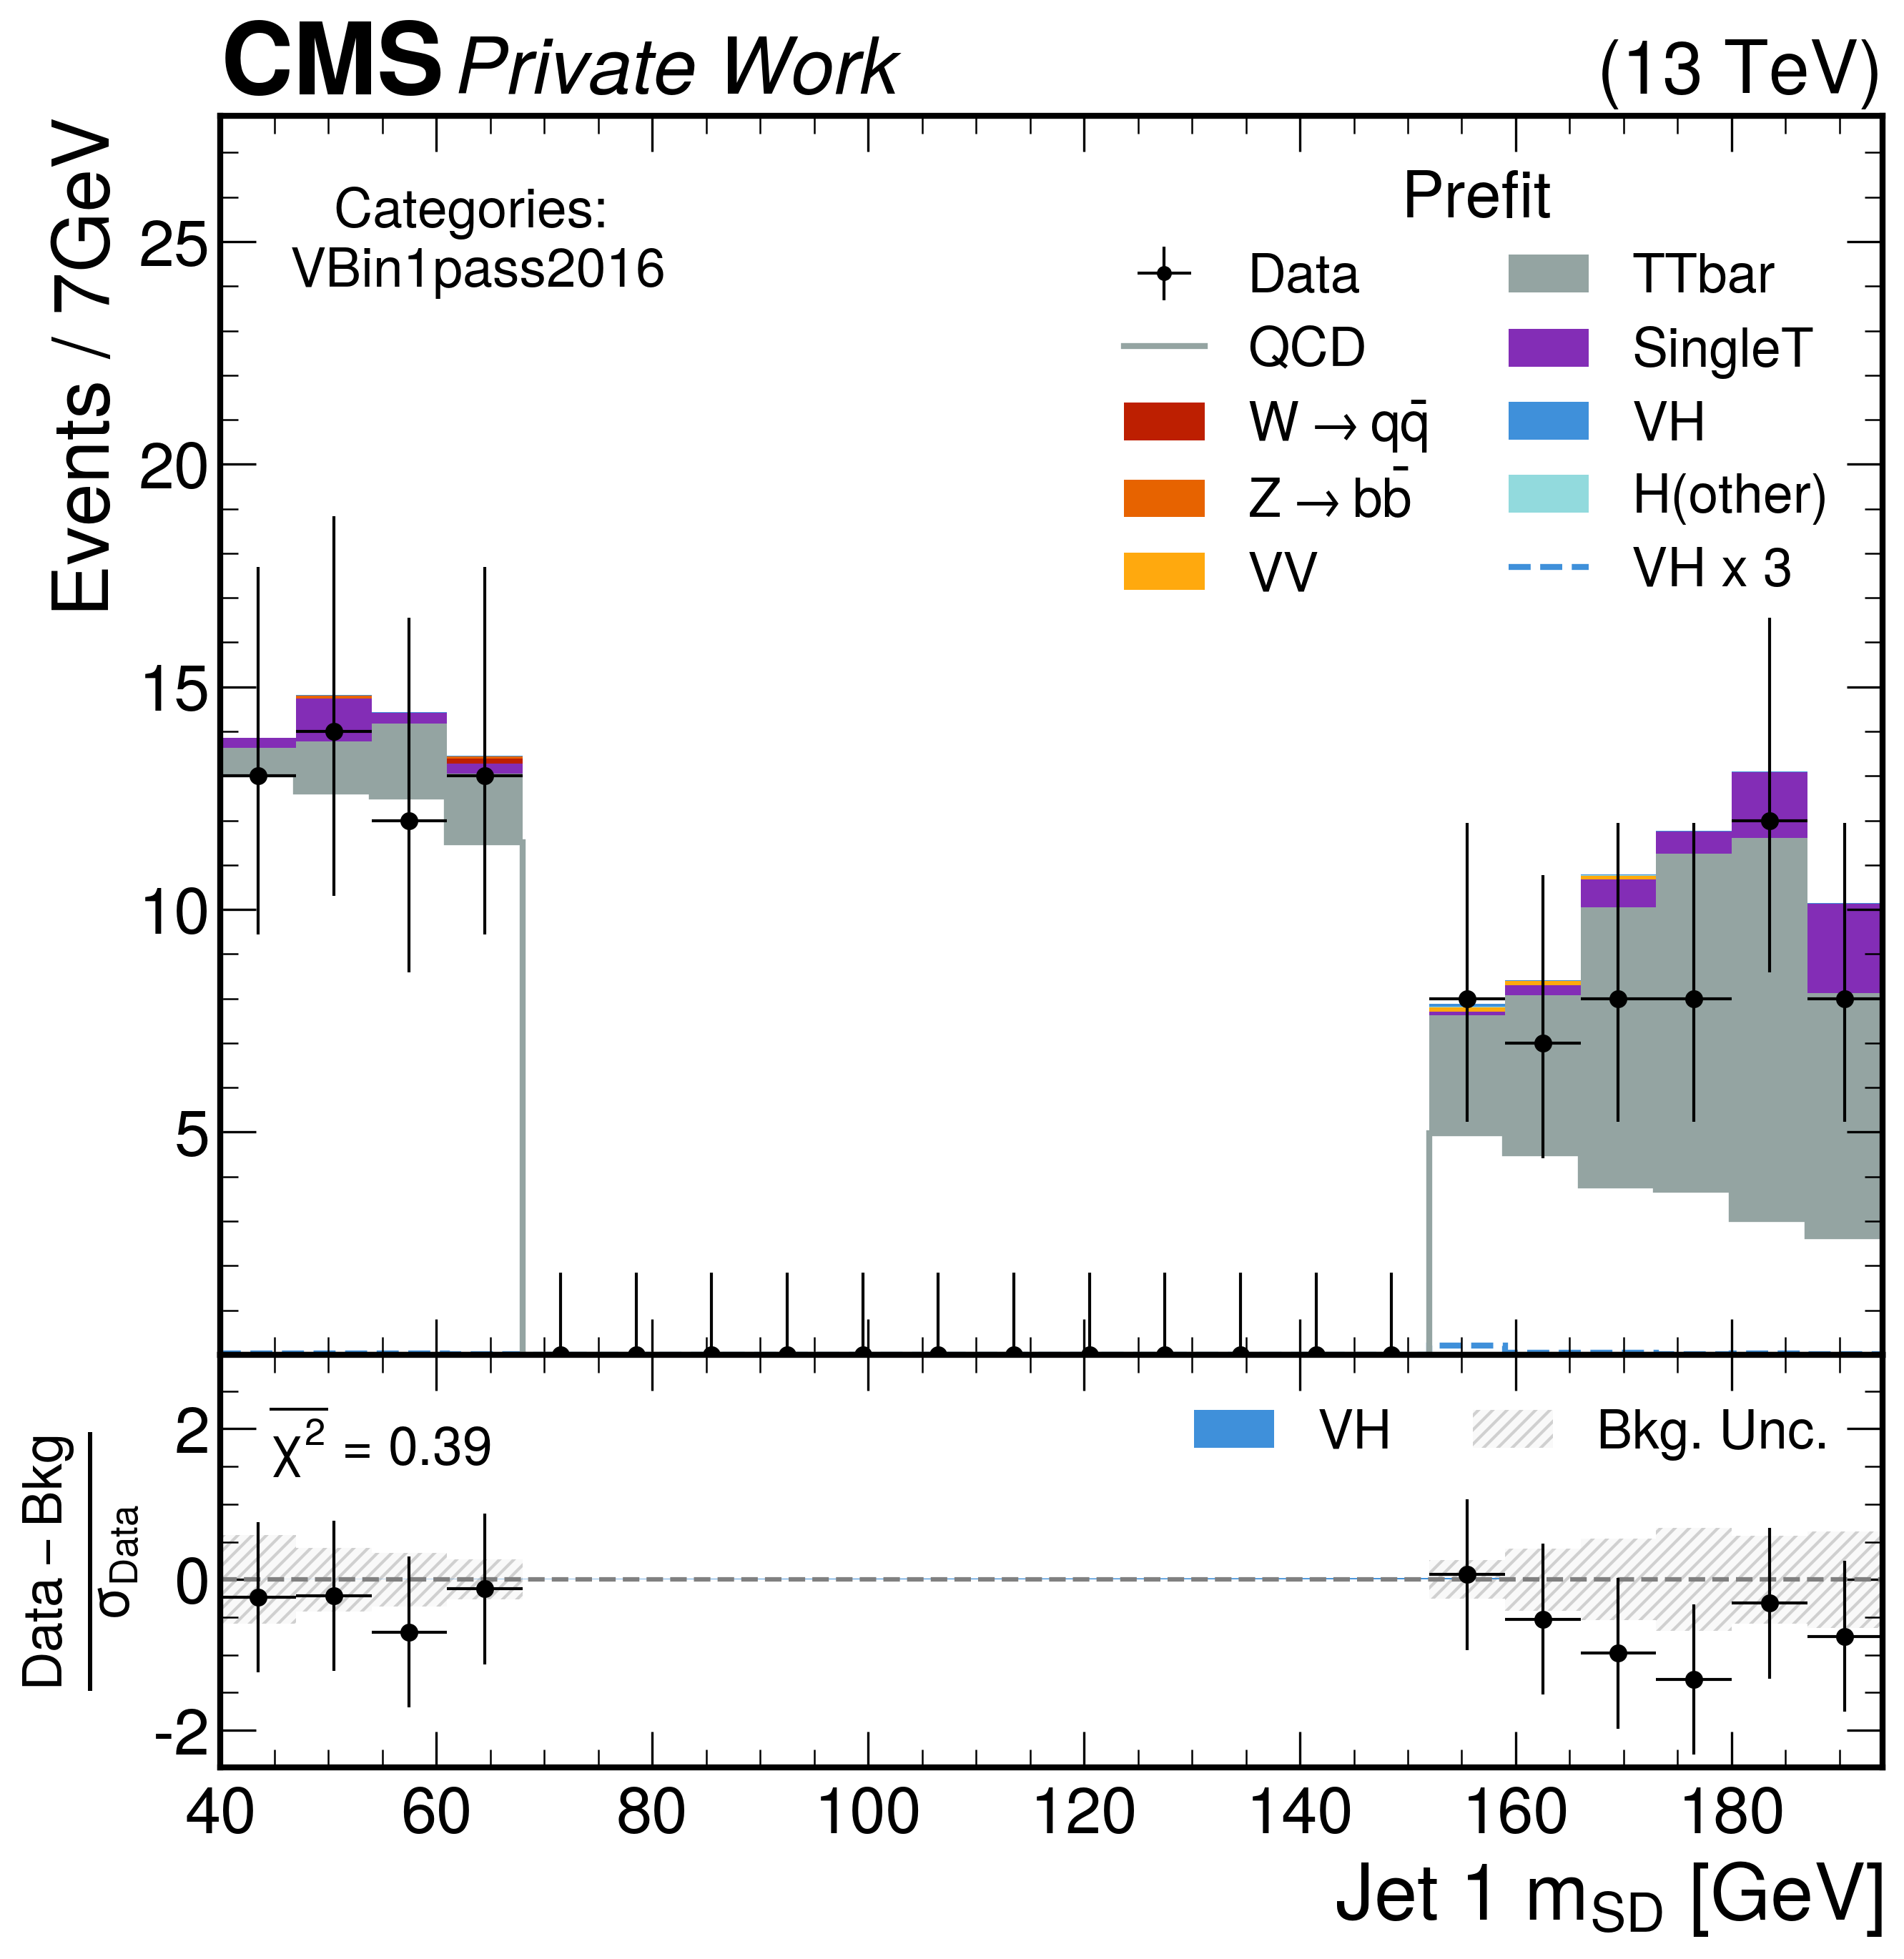 CMS Private Work (13 TeV)
Events / 7GeV
Categories:
VBin1pass2016
Prefit
Data
QCD
W → qq̄
Z → bb̄
VV
TTbar
SingleT
VH
H(other)
VH x 3
25
20
15
10
5
Data − Bkg
σData
χ² = 0.39
VH
Bkg. Unc.
2
0
-2
40 60 80 100 120 140 160 180
Jet 1 mSD [GeV]